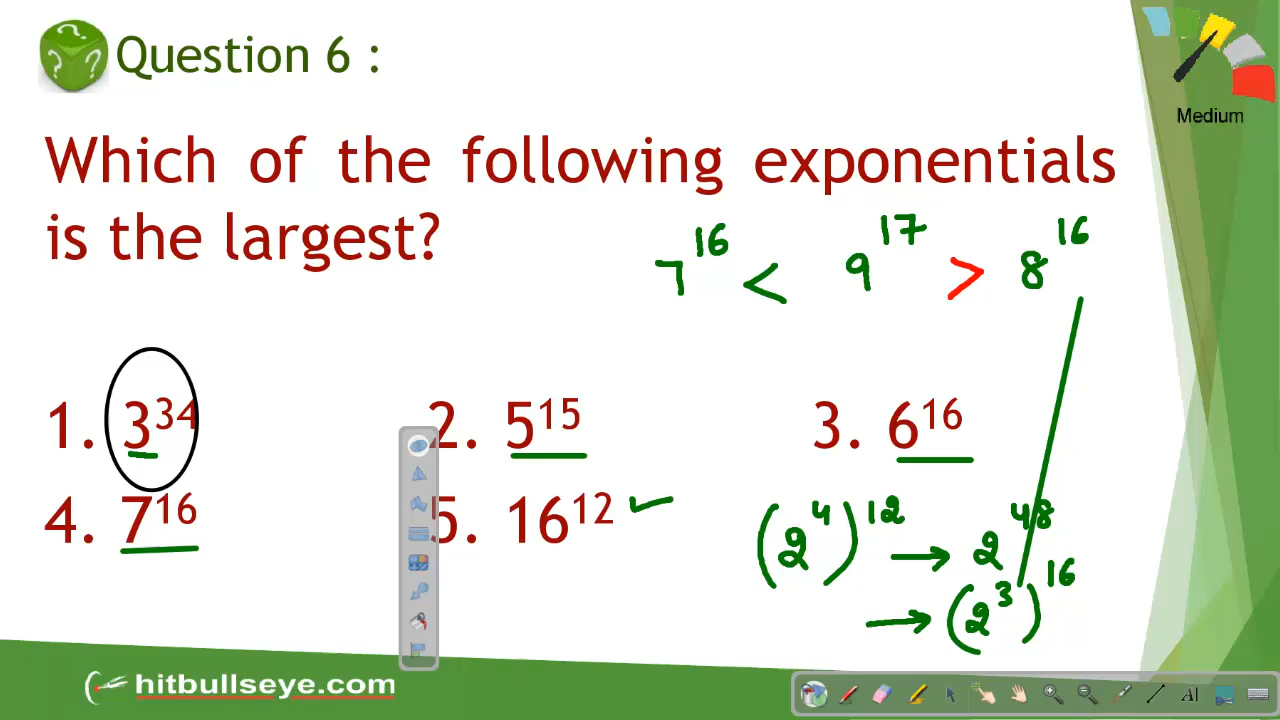 Question 6 :
Medium
Which of the following exponentials
is the largest?
7^16 < 9^17 > 8^16
1. 3^34 2. 5^15 3. 6^16
4. 7^16 5. 16^12 ✓
(2^4)^12 → 2^48
→ (2^3)^16
hitbullseye.com
A